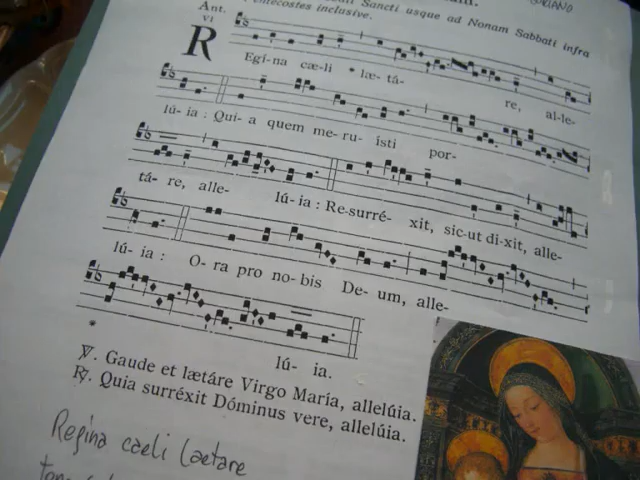 Sancti usque ad Nonam Sabbati infra
Pentecostes inclusive.
Ant.
VI
R Egí-na cæ-li * læ- tá- re, al-le-
lú- ia : Qui- a quem me- ru- ísti por-
tá- re, alle- lú- ia : Re-surré- xit, sic-ut di-xit, alle-
lú- ia : O- ra pro no- bis De- um, alle-
lú- ia.
℣. Gaude et lætáre Virgo María, allelúia.
℟. Quia surréxit Dóminus vere, allelúia.
Regina caeli laetare